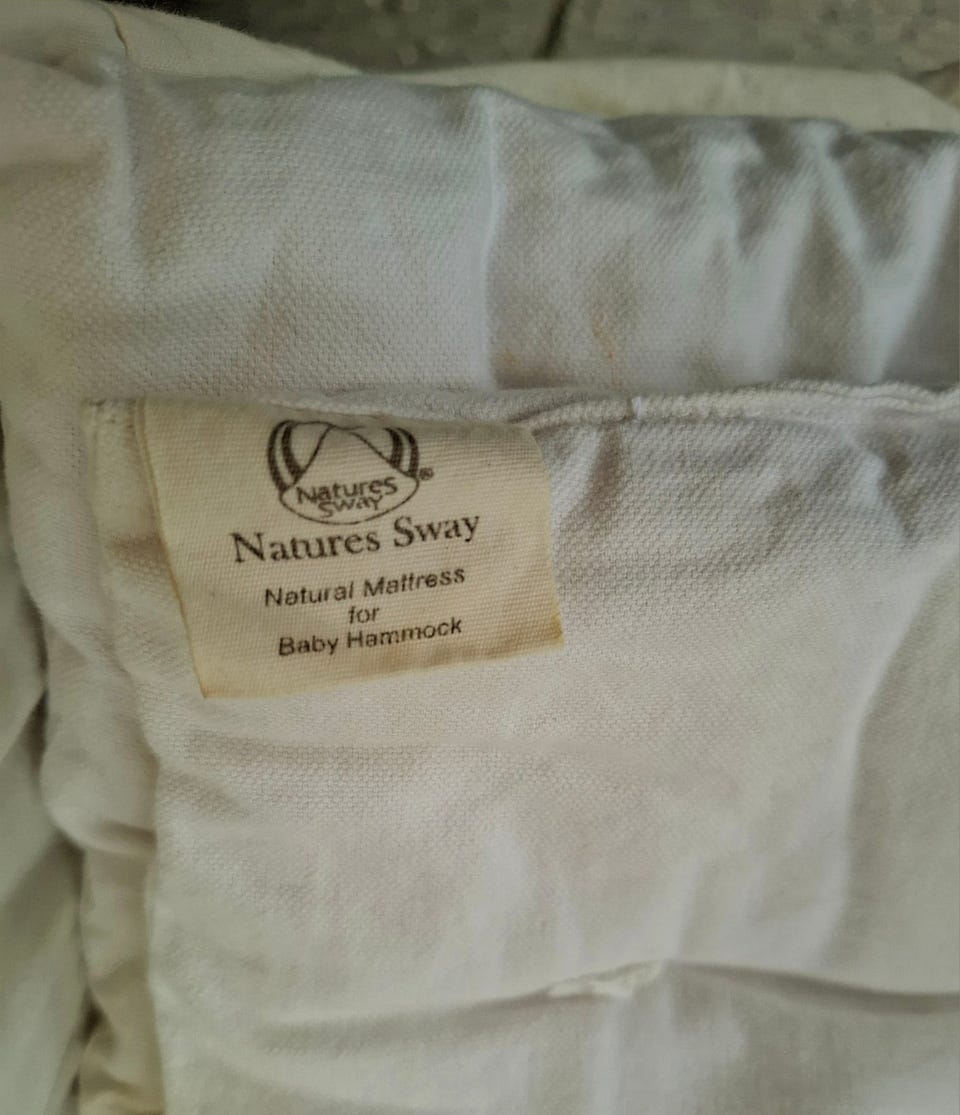 Natures
Sway
®
Natures Sway
Natural Mattress
for
Baby Hammock